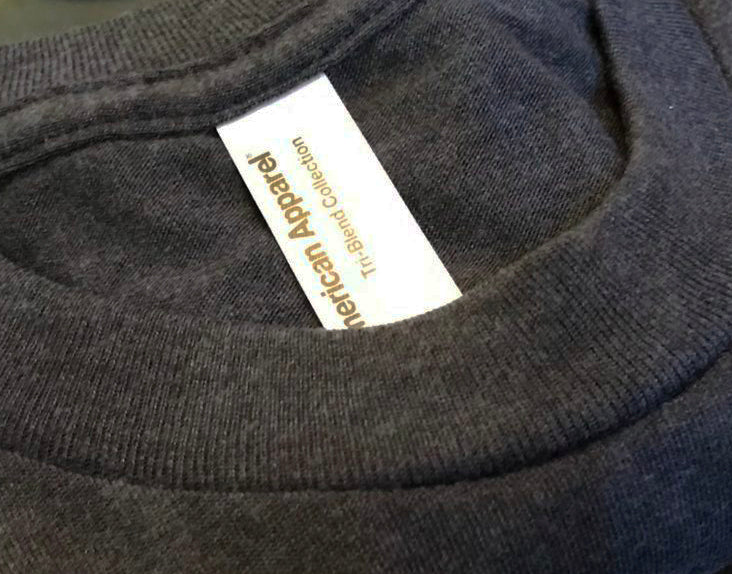 merican Apparel
Tri-Blend Collection